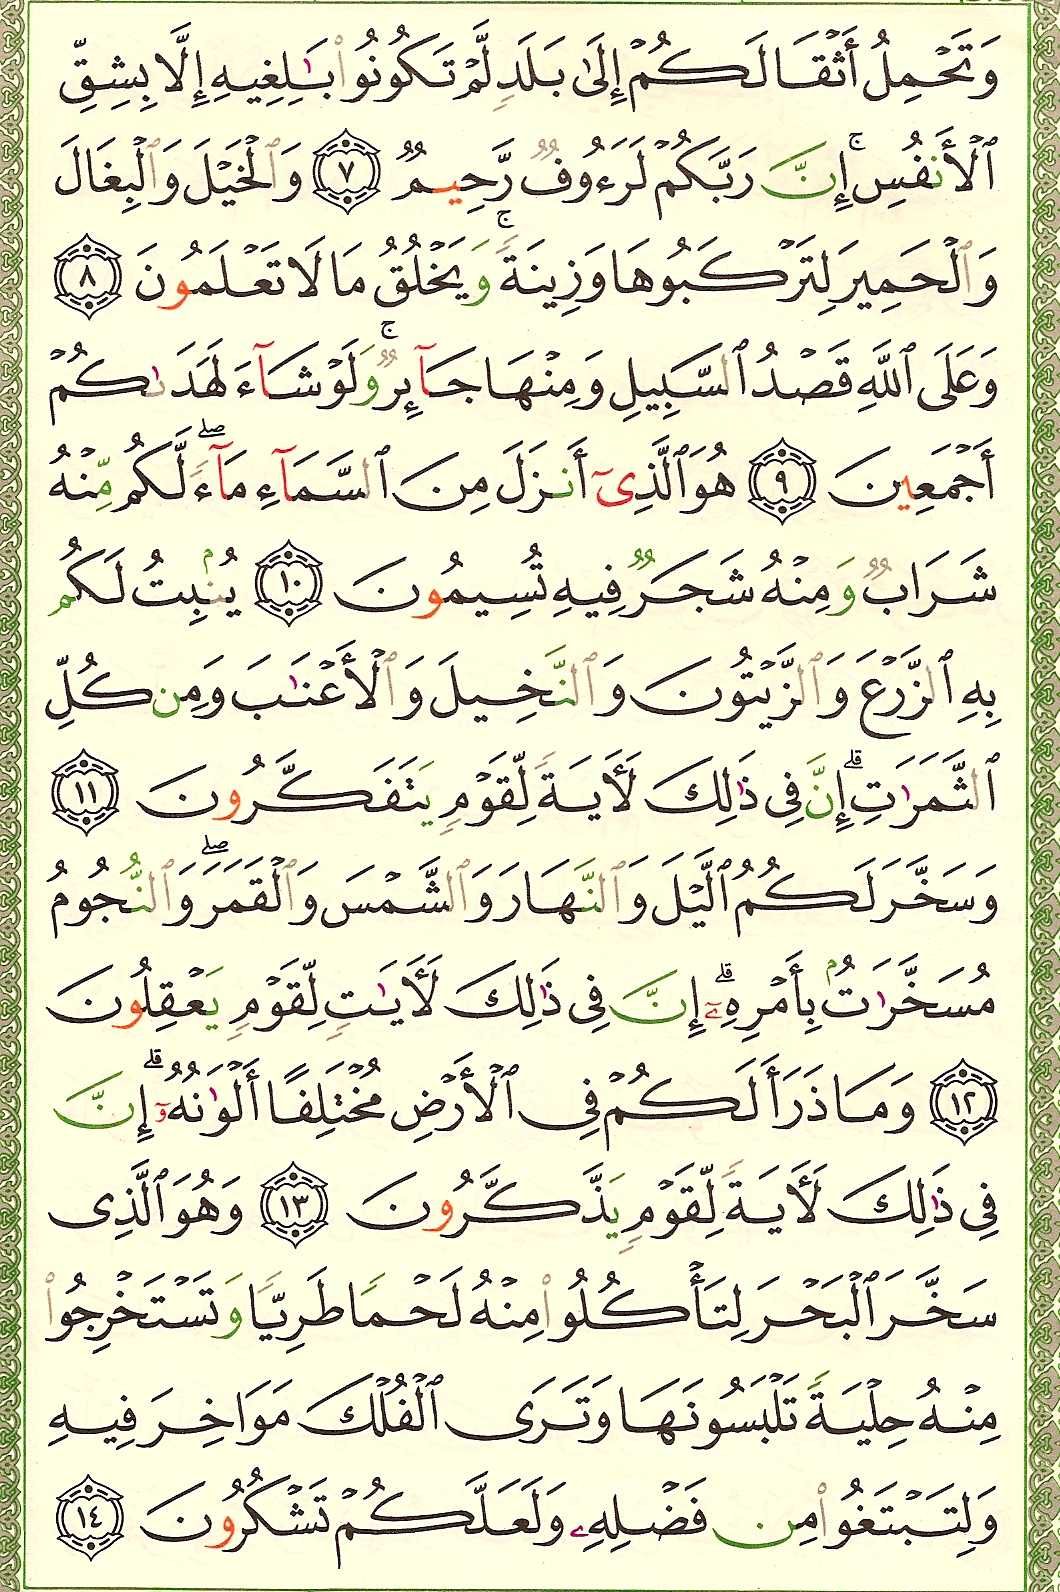 وَتَحْمِلُ أَثْقَالَكُمْ إِلَىٰ بَلَدٍ لَّمْ تَكُونُوا۟ بَـٰلِغِيهِ إِلَّا بِشِقِّ
ٱلْأَنفُسِ ۚ إِنَّ رَبَّكُمْ لَرَءُوفٌ رَّحِيمٌ ٧ وَٱلْخَيْلَ وَٱلْبِغَالَ
وَٱلْحَمِيرَ لِتَرْكَبُوهَا وَزِينَةً ۚ وَيَخْلُقُ مَا لَا تَعْلَمُونَ ٨
وَعَلَى ٱللَّهِ قَصْدُ ٱلسَّبِيلِ وَمِنْهَا جَآئِرٌ ۚ وَلَوْ شَآءَ لَهَدَىٰكُمْ
أَجْمَعِينَ ٩ هُوَ ٱلَّذِىٓ أَنزَلَ مِنَ ٱلسَّمَآءِ مَآءً ۖ لَّكُم مِّنْهُ
شَرَابٌ وَمِنْهُ شَجَرٌ فِيهِ تُسِيمُونَ ١٠ يُنۢبِتُ لَكُم
بِهِ ٱلزَّرْعَ وَٱلزَّيْتُونَ وَٱلنَّخِيلَ وَٱلْأَعْنَـٰبَ وَمِن كُلِّ
ٱلثَّمَرَٰتِ ۗ إِنَّ فِى ذَٰلِكَ لَـَٔايَةً لِّقَوْمٍ يَتَفَكَّرُونَ ١١
وَسَخَّرَ لَكُمُ ٱلَّيْلَ وَٱلنَّهَارَ وَٱلشَّمْسَ وَٱلْقَمَرَ ۖ وَٱلنُّجُومُ
مُسَخَّرَٰتٌۢ بِأَمْرِهِۦٓ ۗ إِنَّ فِى ذَٰلِكَ لَـَٔايَـٰتٍ لِّقَوْمٍ يَعْقِلُونَ
١٢ وَمَا ذَرَأَ لَكُمْ فِى ٱلْأَرْضِ مُخْتَلِفًا أَلْوَٰنُهُۥٓ ۗ إِنَّ
فِى ذَٰلِكَ لَـَٔايَةً لِّقَوْمٍ يَذَّكَّرُونَ ١٣ وَهُوَ ٱلَّذِى
سَخَّرَ ٱلْبَحْرَ لِتَأْكُلُوا۟ مِنْهُ لَحْمًا طَرِيًّا وَتَسْتَخْرِجُوا۟
مِنْهُ حِلْيَةً تَلْبَسُونَهَا وَتَرَى ٱلْفُلْكَ مَوَاخِرَ فِيهِ
وَلِتَبْتَغُوا۟ مِن فَضْلِهِۦ وَلَعَلَّكُمْ تَشْكُرُونَ ١٤